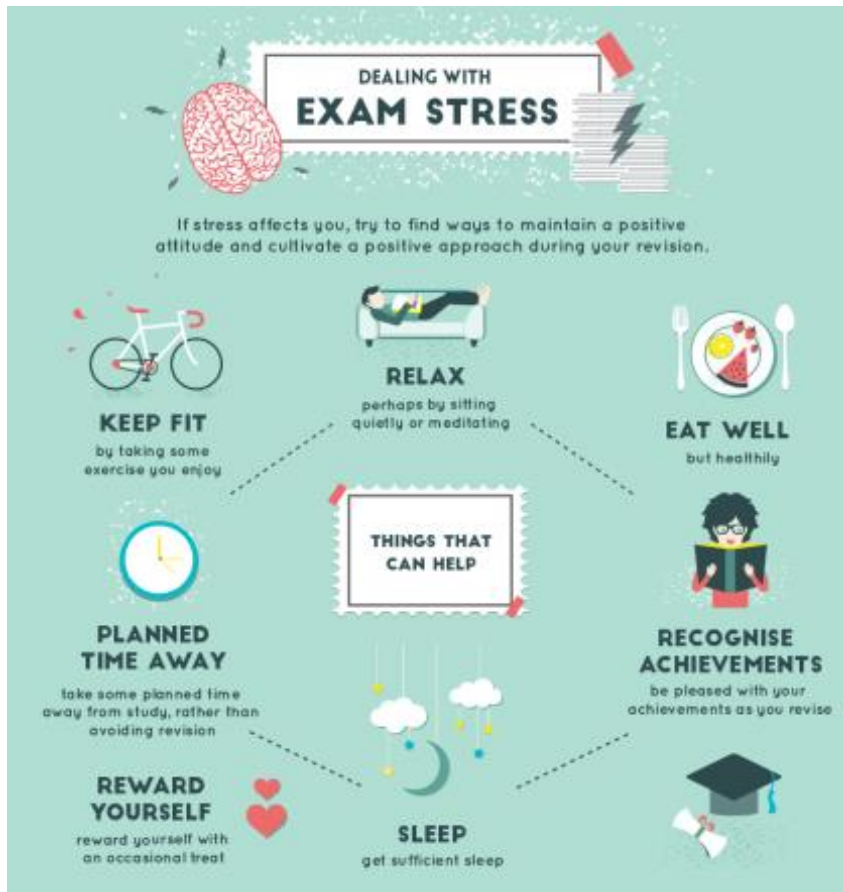 DEALING WITH
EXAM STRESS
If stress affects you, try to find ways to maintain a positive
attitude and cultivate a positive approach during your revision.
KEEP FIT
by taking some
exercise you enjoy
RELAX
perhaps by sitting
quietly or meditating
EAT WELL
but healthily
THINGS THAT
CAN HELP
PLANNED
TIME AWAY
take some planned time
away from study, rather than
avoiding revision
RECOGNISE
ACHIEVEMENTS
be pleased with your
achievements as you revise
REWARD
YOURSELF
reward yourself with
an occasional treat
SLEEP
get sufficient sleep